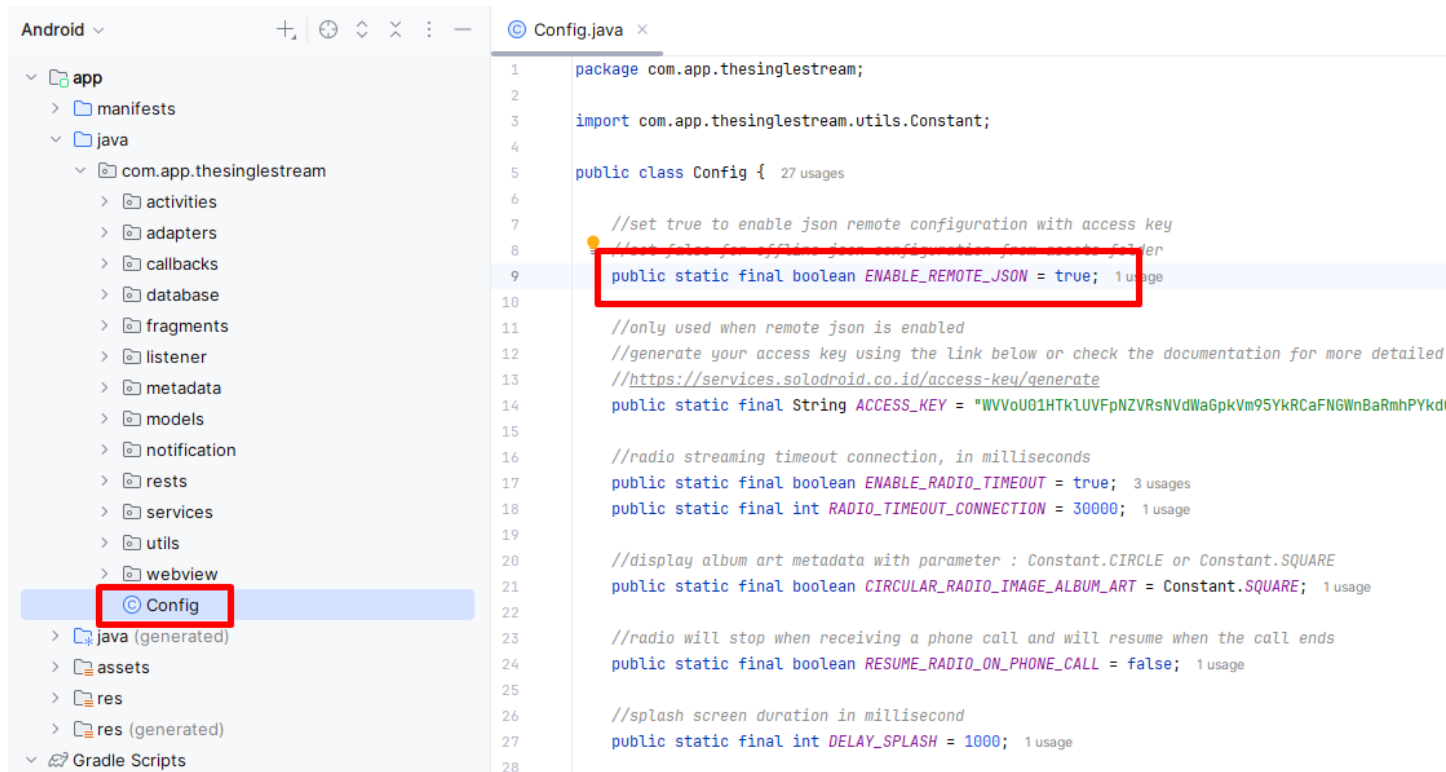 Android
app
manifests
java
com.app.thesinglestream
activities
adapters
callbacks
database
fragments
listener
metadata
models
notification
rests
services
utils
webview
Config
java (generated)
assets
res
res (generated)
Gradle Scripts
Config.java
1 package com.app.thesinglestream;
2
3 import com.app.thesinglestream.utils.Constant;
4
5 public class Config { 27 usages
6
7 //set true to enable json remote configuration with access key
8 //set false for offline json configuration from assets folder
9 public static final boolean ENABLE_REMOTE_JSON = true; 1 usage
10
11 //only used when remote json is enabled
12 //generate your access key using the link below or check the documentation for more detailed
13 //https://services.solodroid.co.id/access-key/generate
14 public static final String ACCESS_KEY =
15
16 //radio streaming timeout connection, in milliseconds
17 public static final boolean ENABLE_RADIO_TIMEOUT = true; 3 usages
18 public static final int RADIO_TIMEOUT_CONNECTION = 30000; 1 usage
19
20 //display album art metadata with parameter : Constant.CIRCLE or Constant.SQUARE
21 public static final boolean CIRCULAR_RADIO_IMAGE_ALBUM_ART = Constant.SQUARE; 1 usage
22
23 //radio will stop when receiving a phone call and will resume when the call ends
24 public static final boolean RESUME_RADIO_ON_PHONE_CALL = false; 1 usage
25
26 //splash screen duration in millisecond
27 public static final int DELAY_SPLASH = 1000; 1 usage
28